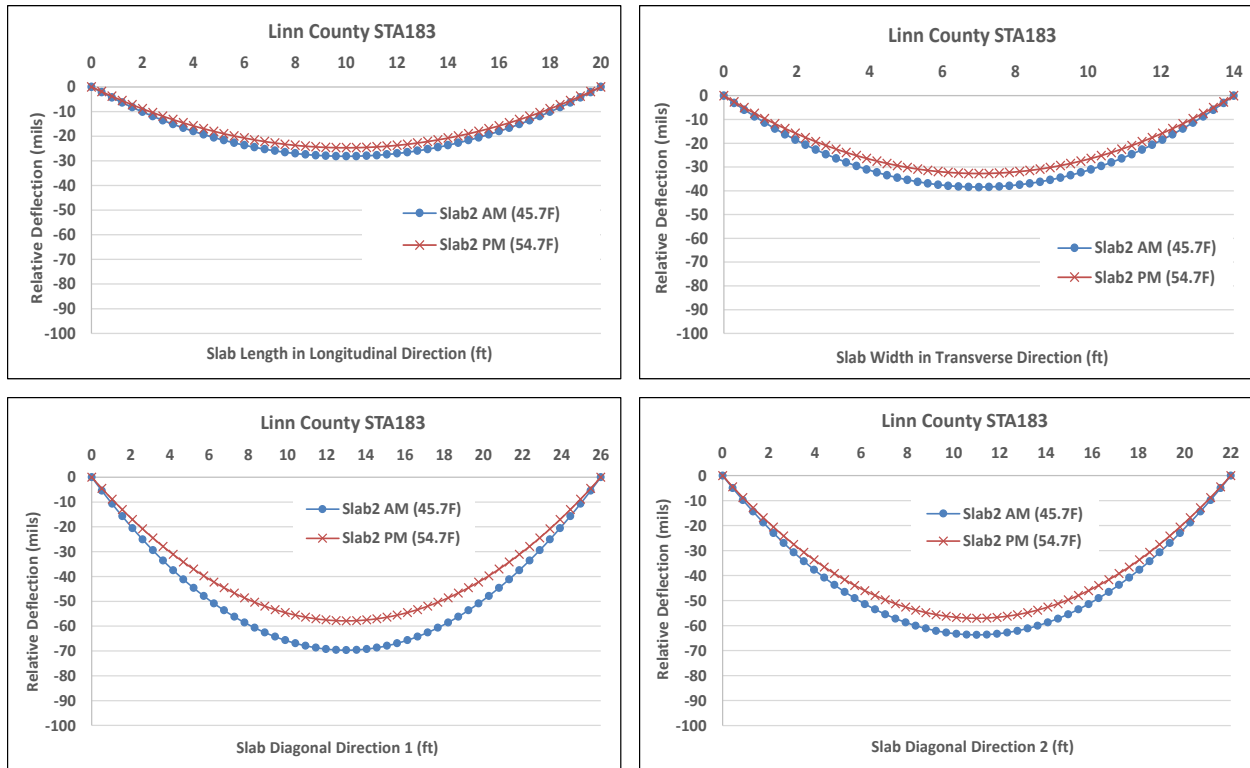 Linn County STA183
0 2 4 6 8 10 12 14 16 18 20
0
-10
-20
-30
-40
-50
-60
-70
-80
-90
-100
Relative Deflection (mils)
Slab2 AM (45.7F)
Slab2 PM (54.7F)
Slab Length in Longitudinal Direction (ft)
Linn County STA183
0 2 4 6 8 10 12 14
0
-10
-20
-30
-40
-50
-60
-70
-80
-90
-100
Relative Deflection (mils)
Slab2 AM (45.7F)
Slab2 PM (54.7F)
Slab Width in Transverse Direction (ft)
Linn County STA183
0 2 4 6 8 10 12 14 16 18 20 22 24 26
0
-10
-20
-30
-40
-50
-60
-70
-80
-90
-100
Relative Deflection (mils)
Slab2 AM (45.7F)
Slab2 PM (54.7F)
Slab Diagonal Direction 1 (ft)
Linn County STA183
0 2 4 6 8 10 12 14 16 18 20 22
0
-10
-20
-30
-40
-50
-60
-70
-80
-90
-100
Relative Deflection (mils)
Slab2 AM (45.7F)
Slab2 PM (54.7F)
Slab Diagonal Direction 2 (ft)